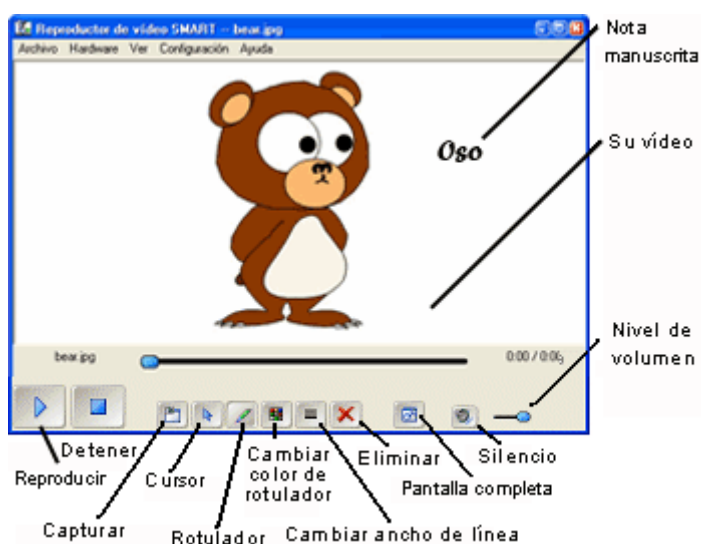 Reproductor de vídeo SMART -- bear.jpg
Archivo Hardware Ver Configuración Ayuda
Nota
manuscrita
Oso
Su vídeo
Nivel de
volumen
bear.jpg
0:00 / 0:06
Detener
Reproducir
Cursor
Cambiar
color de
rotulador
Eliminar
Silencio
Pantalla completa
Capturar
Rotulador
Cambiar ancho de línea